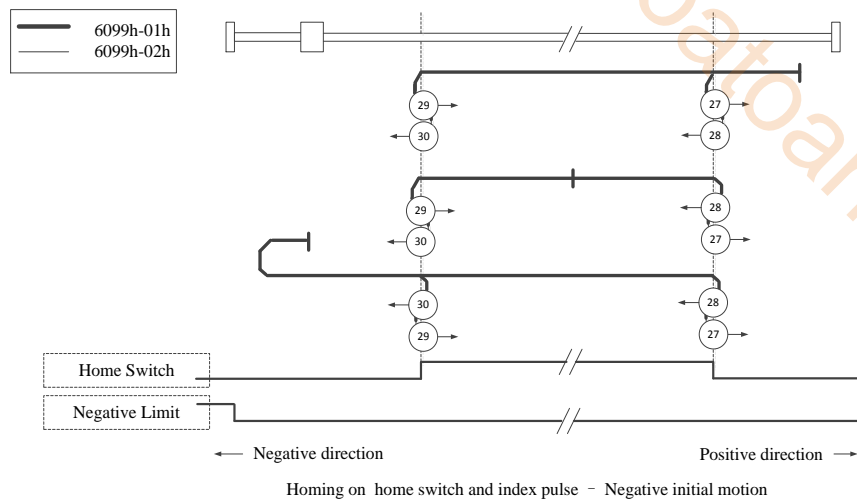 6099h-01h
6099h-02h
29 27
30 28
29 28
30 27
30 28
29 27
Home Switch
Negative Limit
Negative direction Positive direction
Homing on home switch and index pulse - Negative initial motion